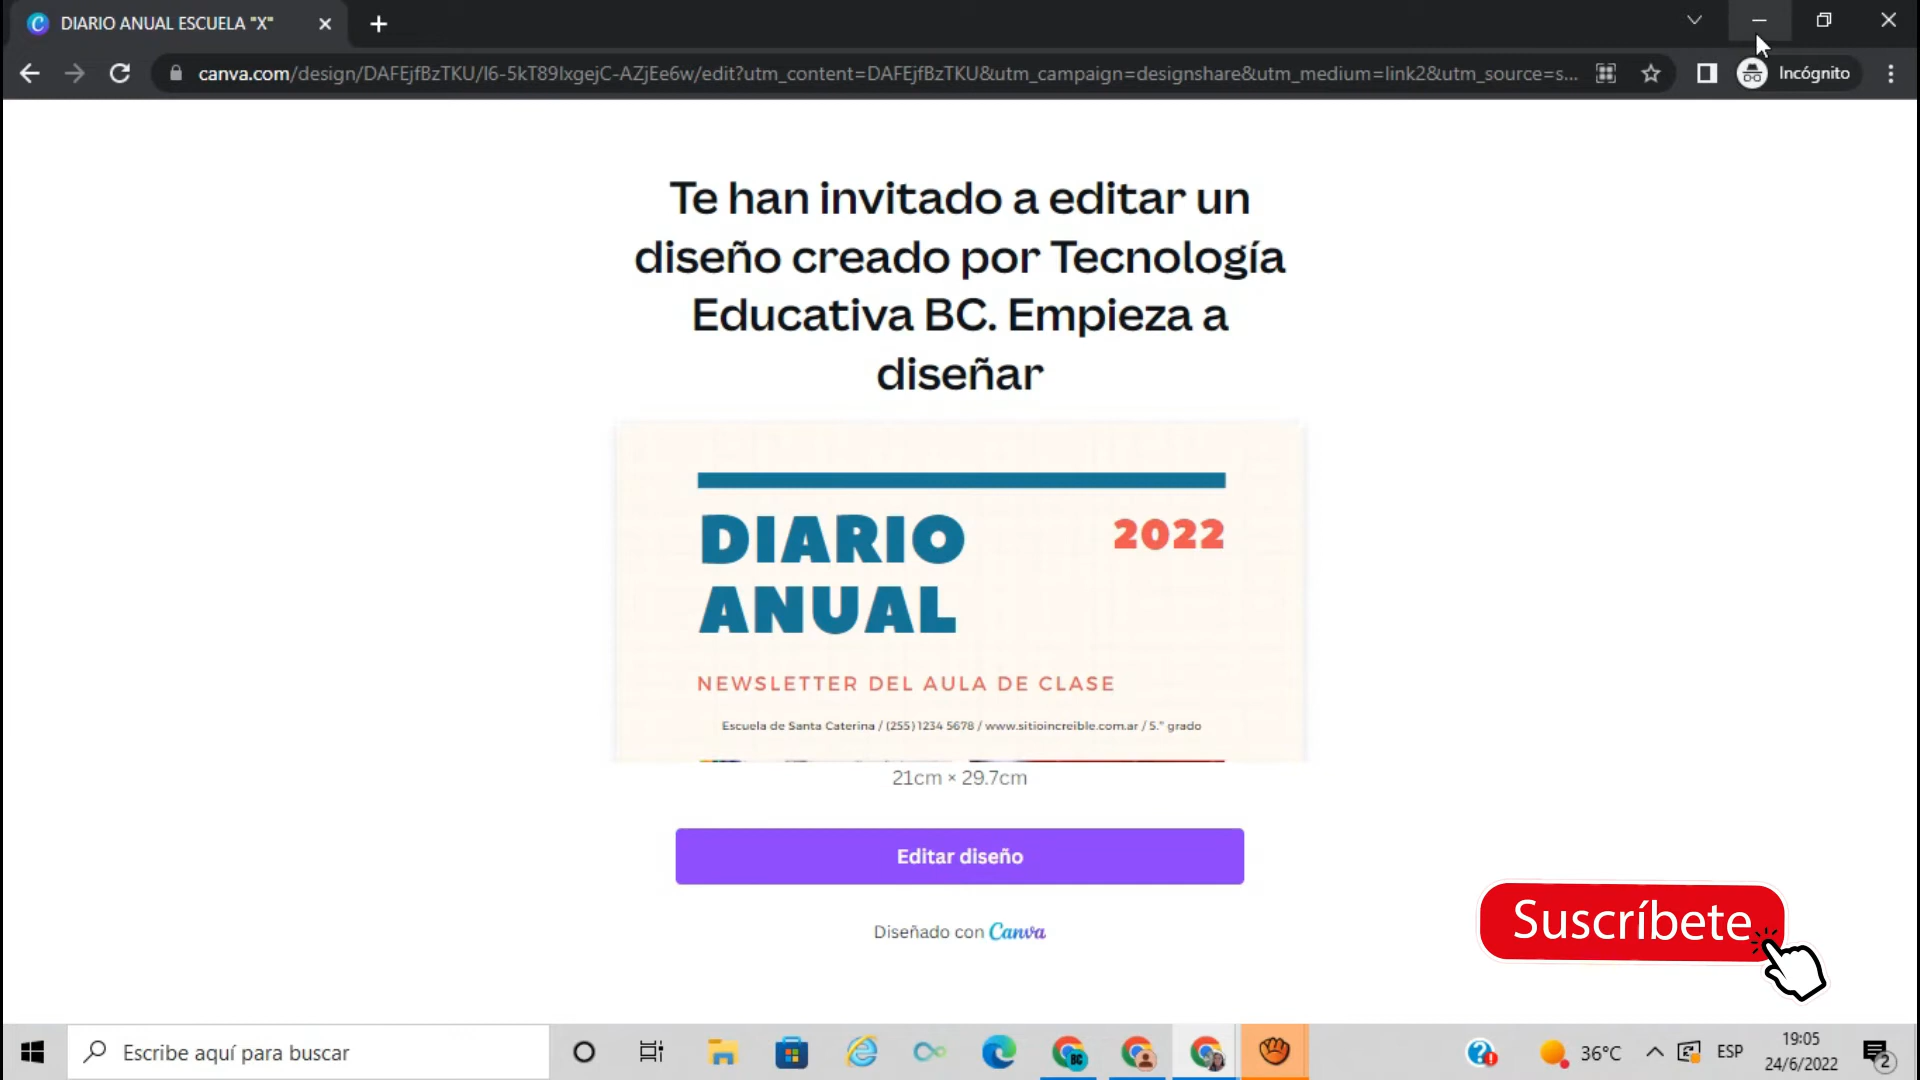 DIARIO ANUAL ESCUELA "X"
canva.com/design/DAFEjfBzTKU/I6-5kT89IxgejC-AZjEe6w/edit?utm_content=DAFEjfBzTKU&utm_campaign=designshare&utm_medium=link2&utm_source=s...
Incógnito
Te han invitado a editar un
diseño creado por Tecnología
Educativa BC. Empieza a
diseñar
DIARIO
ANUAL
2022
NEWSLETTER DEL AULA DE CLASE
Escuela de Santa Caterina / (255) 1234 5678 / www.sitioincreible.com.ar / 5.° grado
21cm × 29.7cm
Editar diseño
Diseñado con Canva
Suscríbete
Escribe aquí para buscar
BC
36°C
ESP
19:05
24/6/2022
2